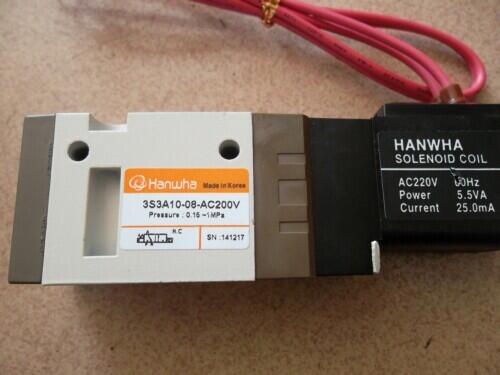 Hanwha Made in Korea
3S3A10-08-AC200V
Pressure : 0.15 ~1MPa
N.C
SN :141217
HANWHA
SOLENOID COIL
AC220V 60Hz
Power 5.5VA
Current 25.0mA